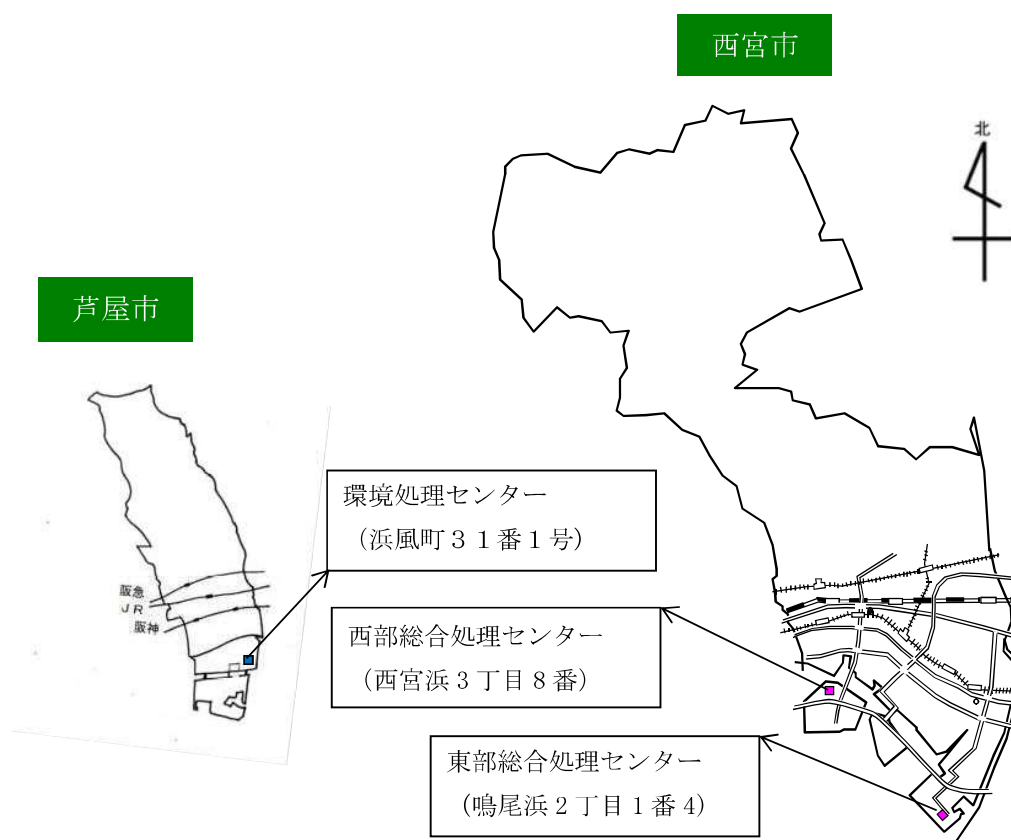 西宮市
北
芦屋市
環境処理センター
（浜風町３１番１号）
阪急
ＪＲ
阪神
西部総合処理センター
（西宮浜３丁目８番）
東部総合処理センター
（鳴尾浜２丁目１番４）